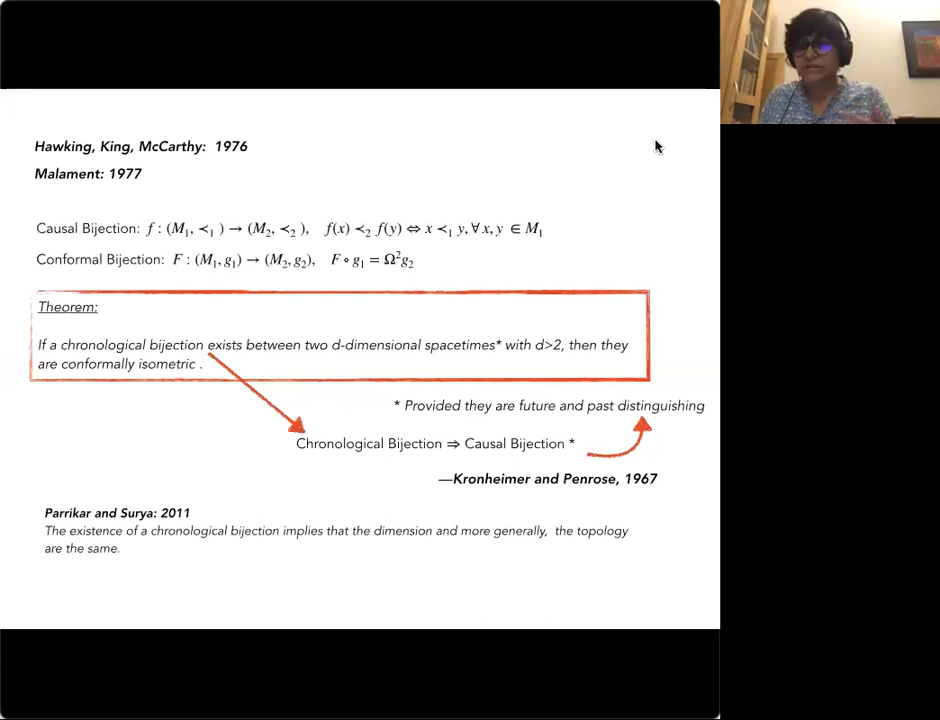 Hawking, King, McCarthy: 1976
Malament: 1977
Causal Bijection: f : (M₁, ≺₁ ) → (M₂, ≺₂ ), f(x) ≺₂ f(y) ⇔ x ≺₁ y, ∀ x, y ∈ M₁
Conformal Bijection: F : (M₁, g₁) → (M₂, g₂), F ∘ g₁ = Ω²g₂
Theorem:
If a chronological bijection exists between two d-dimensional spacetimes* with d>2, then they
are conformally isometric .
* Provided they are future and past distinguishing
Chronological Bijection ⇒ Causal Bijection *
—Kronheimer and Penrose, 1967
Parrikar and Surya: 2011
The existence of a chronological bijection implies that the dimension and more generally, the topology
are the same.